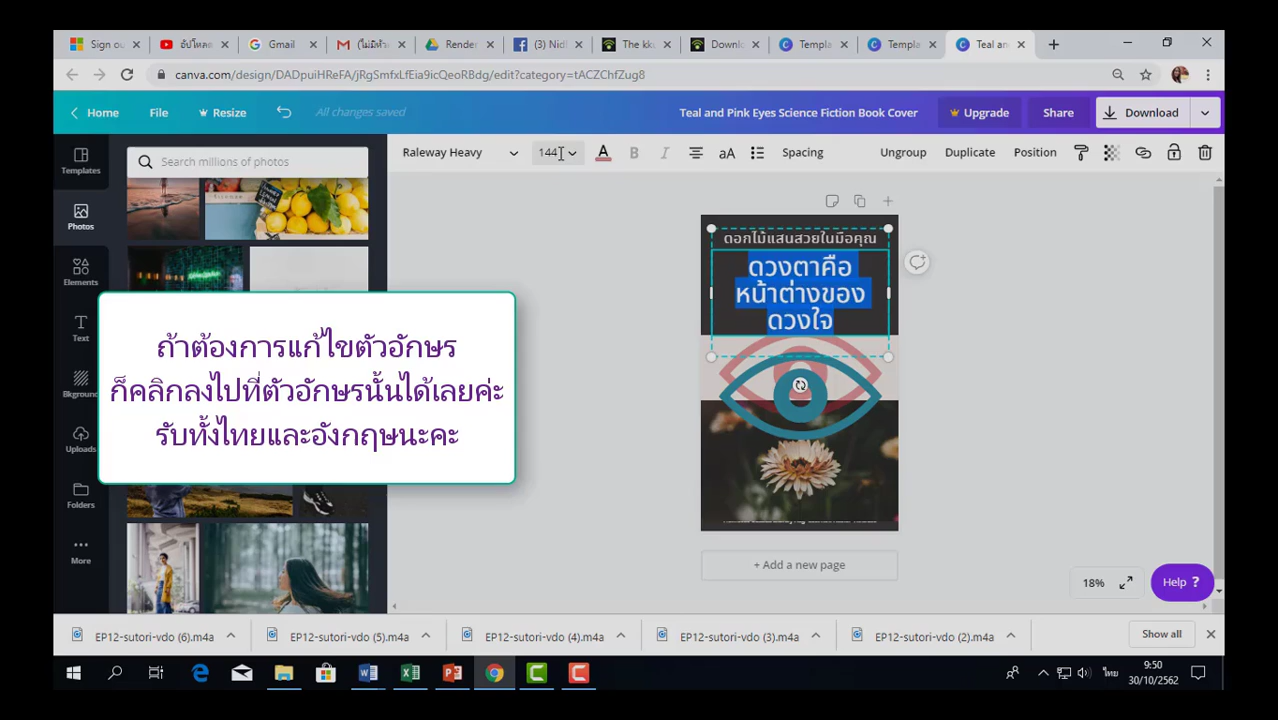 Sign ou
อัปโหลด
Gmail
(ไม่มีหัว
Render
(3) Nid
The kku
Downlo
Templa
Templa
Teal an
canva.com/design/DADpuiHReFA/jRgSmfxLfEia9icQeoRBdg/edit?category=tACZChfZug8
Home
File
Resize
All changes saved
Teal and Pink Eyes Science Fiction Book Cover
Upgrade
Share
Download
Templates
Search millions of photos
Raleway Heavy
144
A
B
I
aA
Spacing
Ungroup
Duplicate
Position
Photos
Elements
Text
Bkground
Uploads
Folders
More
ถ้าต้องการแก้ไขตัวอักษร
ก็คลิกลงไปที่ตัวอักษรนั้นได้เลยค่ะ
รับทั้งไทยและอังกฤษนะคะ
ดอกไม้แสนสวยในมือคุณ
ดวงตาคือ
หน้าต่างของ
ดวงใจ
+ Add a new page
18%
Help ?
EP12-sutori-vdo (6).m4a
EP12-sutori-vdo (5).m4a
EP12-sutori-vdo (4).m4a
EP12-sutori-vdo (3).m4a
EP12-sutori-vdo (2).m4a
Show all
ไทย
9:50
30/10/2562